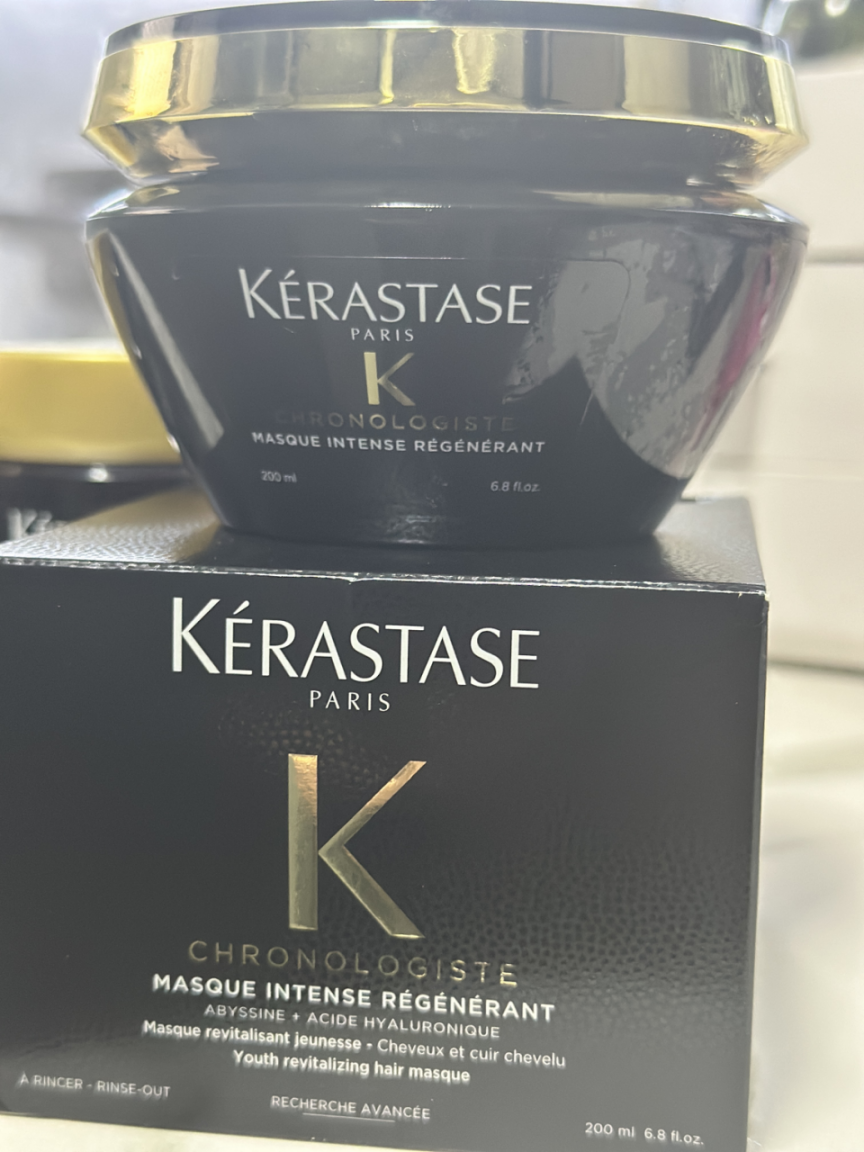 KÉRASTASE
PARIS
K
CHRONOLOGISTE
MASQUE INTENSE RÉGÉNÉRANT
200 ml 6.8 fl.oz.
KÉRASTASE
PARIS
K
CHRONOLOGISTE
MASQUE INTENSE RÉGÉNÉRANT
ABYSSINE + ACIDE HYALURONIQUE
Masque revitalisant jeunesse - Cheveux et cuir chevelu
Youth revitalizing hair masque
À RINCER - RINSE-OUT
RECHERCHE AVANCÉE
200 ml 6.8 fl.oz.